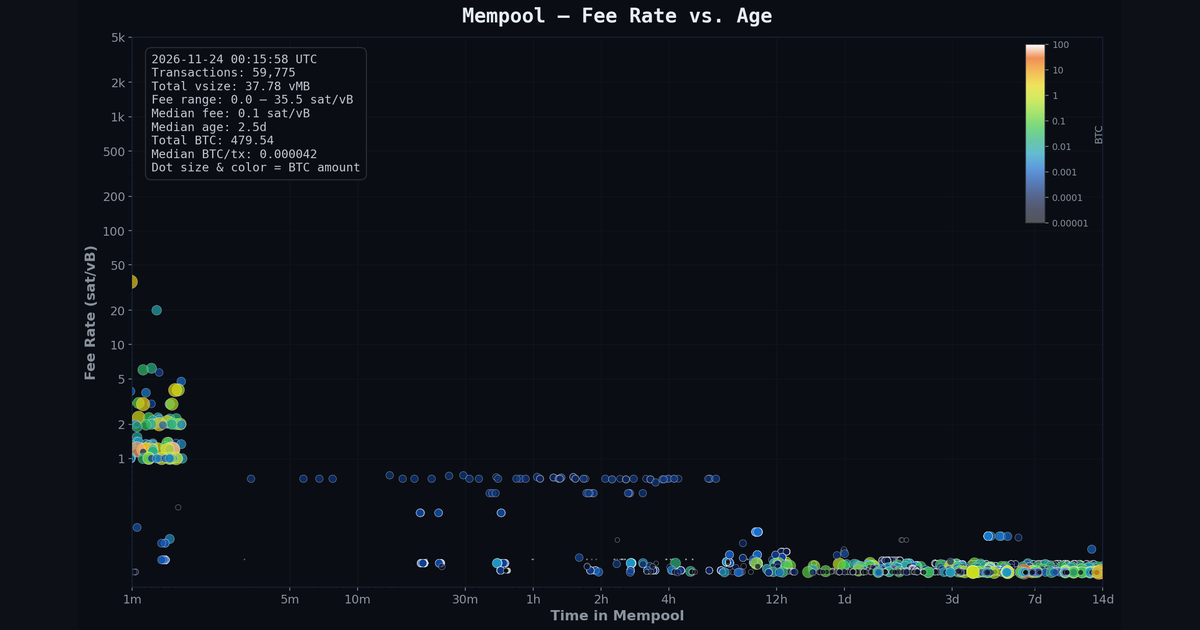 Mempool — Fee Rate vs. Age
5k
2k
1k
500
200
100
50
20
10
5
2
1
Fee Rate (sat/vB)
2026-11-24 00:15:58 UTC
Transactions: 59,775
Total vsize: 37.78 vMB
Fee range: 0.0 — 35.5 sat/vB
Median fee: 0.1 sat/vB
Median age: 2.5d
Total BTC: 479.54
Median BTC/tx: 0.000042
Dot size & color = BTC amount
100
10
1
0.1
0.01
0.001
0.0001
0.00001
BTC
1m
5m
10m
30m
1h
2h
4h
12h
1d
3d
7d
14d
Time in Mempool